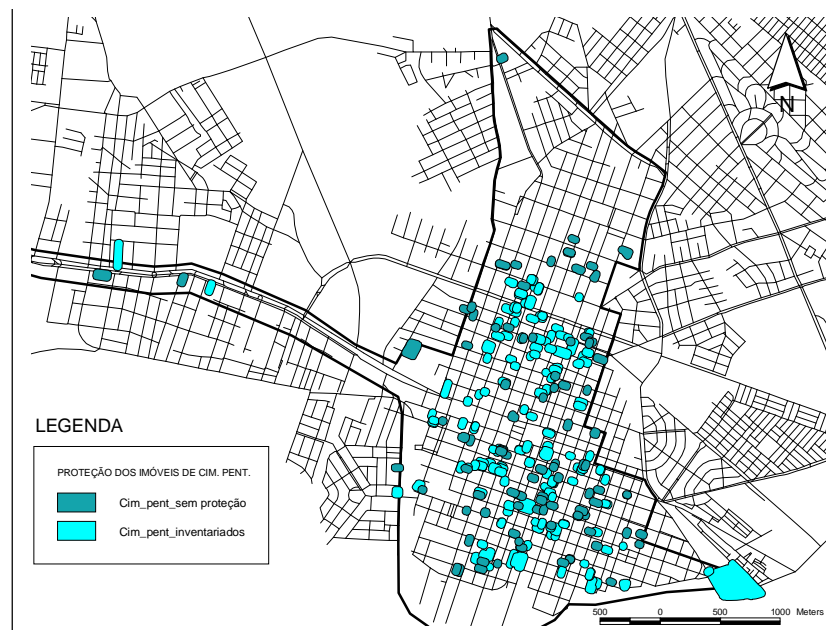 N
LEGENDA
PROTEÇÃO DOS IMÓVEIS DE CIM. PENT.
Cim_pent_sem proteção
Cim_pent_inventariados
500 0 500 1000 Meters